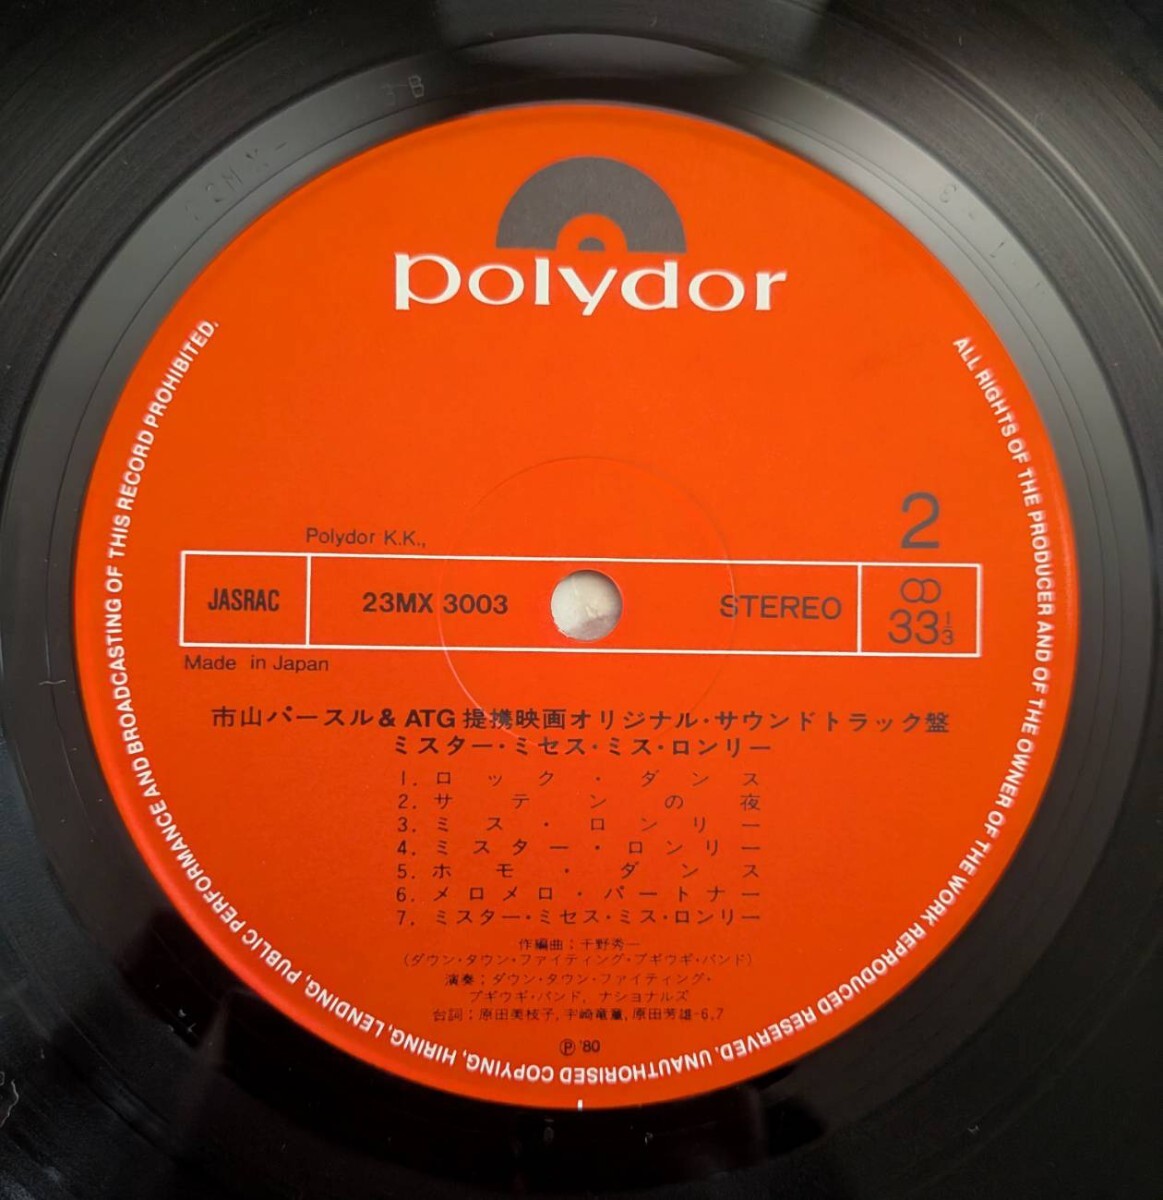 polydor
2
Polydor K.K.,
JASRAC 23MX 3003 STEREO 33 1/3
Made in Japan
市山パースル&ATG提携映画オリジナル・サウンドトラック盤
ミスター・ミセス・ミス・ロンリー
1. ロック・ダンス
2. サテンの夜
3. ミス・ロンリー
4. ミスター・ロンリー
5. ホモ・ダンス
6. メロメロ・パートナー
7. ミスター・ミセス・ミス・ロンリー
作編曲:千野秀一
(ダウン・タウン・ファイティング・ブギウギ・バンド)
演奏:ダウン・タウン・ファイティング・
ブギウギ・バンド, ナショナルズ
台詞:原田美枝子, 宇崎竜童, 原田芳雄-6,7
Ⓟ '80
ALL RIGHTS OF THE PRODUCER AND OF THE OWNER OF THE WORK REPRODUCED RESERVED. UNAUTHORISED COPYING, HIRING, LENDING, PUBLIC PERFORMANCE AND BROADCASTING OF THIS RECORD PROHIBITED.